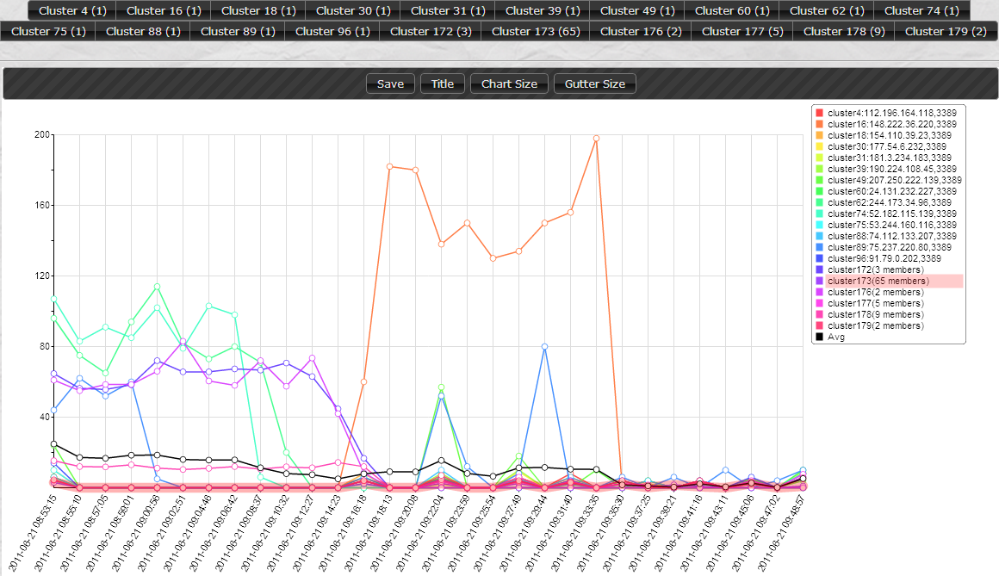 Cluster 4 (1) Cluster 16 (1) Cluster 18 (1) Cluster 30 (1) Cluster 31 (1) Cluster 39 (1) Cluster 49 (1) Cluster 60 (1) Cluster 62 (1) Cluster 74 (1)
Cluster 75 (1) Cluster 88 (1) Cluster 89 (1) Cluster 96 (1) Cluster 172 (3) Cluster 173 (65) Cluster 176 (2) Cluster 177 (5) Cluster 178 (9) Cluster 179 (2)
Save Title Chart Size Gutter Size
cluster4:112.196.164.118,3389
cluster16:148.222.36.220,3389
cluster18:154.110.39.23,3389
cluster30:177.54.6.232,3389
cluster31:181.3.234.183,3389
cluster39:190.224.108.45,3389
cluster49:207.250.222.139,3389
cluster60:24.131.232.227,3389
cluster62:244.173.34.96,3389
cluster74:52.182.115.139,3389
cluster75:53.244.160.116,3389
cluster88:74.112.133.207,3389
cluster89:75.237.220.80,3389
cluster96:91.79.0.202,3389
cluster172(3 members)
cluster173(65 members)
cluster176(2 members)
cluster177(5 members)
cluster178(9 members)
cluster179(2 members)
Avg
200
160
120
80
40
2011-06-21 08:53:15
2011-06-21 08:55:10
2011-06-21 08:57:05
2011-06-21 08:59:01
2011-06-21 09:00:56
2011-06-21 09:02:51
2011-06-21 09:04:46
2011-06-21 09:06:42
2011-06-21 09:08:37
2011-06-21 09:10:32
2011-06-21 09:12:27
2011-06-21 09:14:23
2011-06-21 09:16:18
2011-06-21 09:18:13
2011-06-21 09:20:08
2011-06-21 09:22:04
2011-06-21 09:23:59
2011-06-21 09:25:54
2011-06-21 09:27:49
2011-06-21 09:29:44
2011-06-21 09:31:40
2011-06-21 09:33:35
2011-06-21 09:35:30
2011-06-21 09:37:25
2011-06-21 09:39:21
2011-06-21 09:41:16
2011-06-21 09:43:11
2011-06-21 09:45:06
2011-06-21 09:47:02
2011-06-21 09:48:57